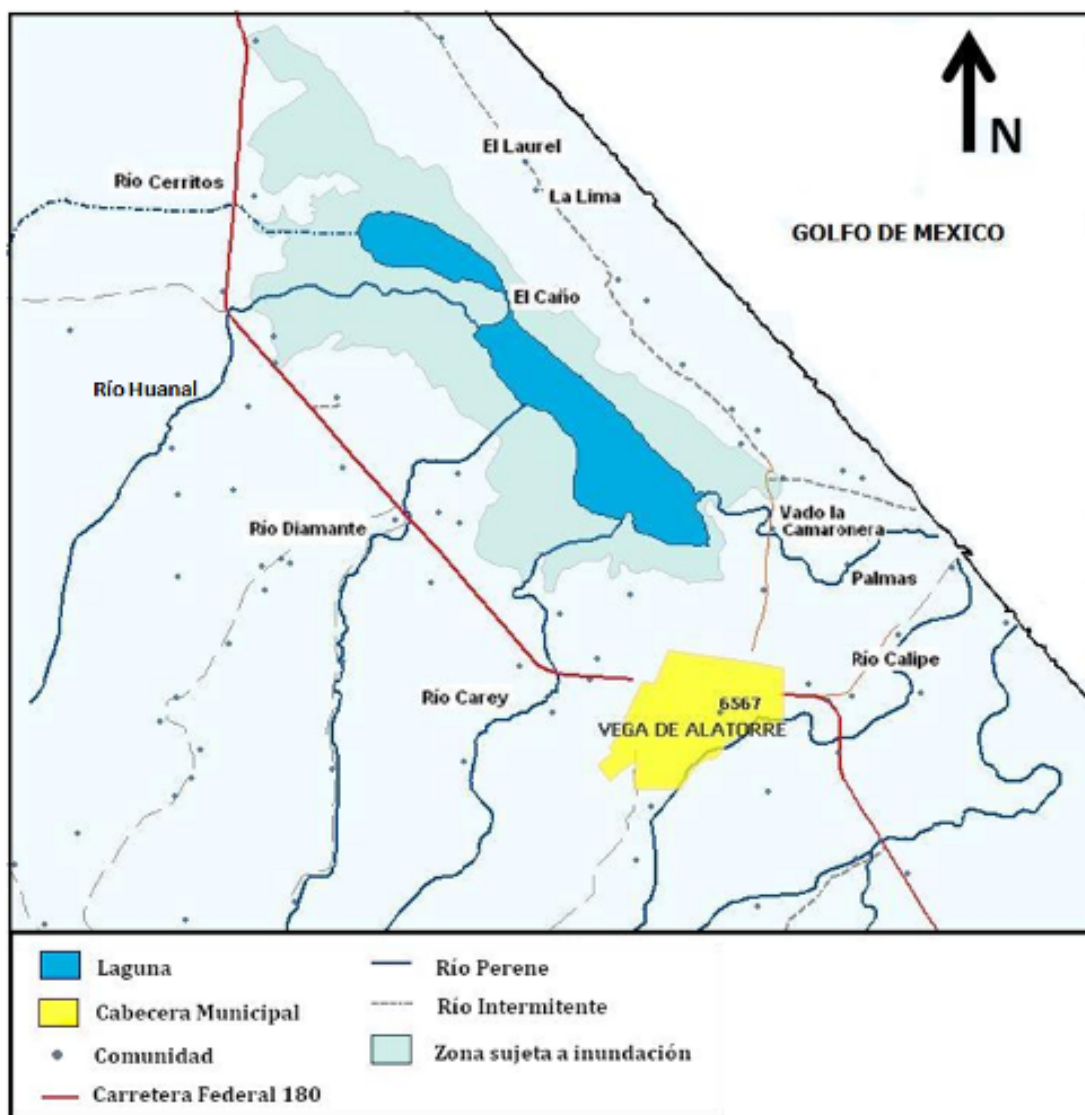 N
El Laurel
Río Cerritos
La Lima
GOLFO DE MEXICO
El Caño
Río Huanal
Vado la
Camaronera
Río Diamante
Palmas
Río Calipe
Río Carey
6567
VEGA DE ALATORRE
Laguna
Río Perene
Cabecera Municipal
Río Intermitente
Comunidad
Zona sujeta a inundación
Carretera Federal 180